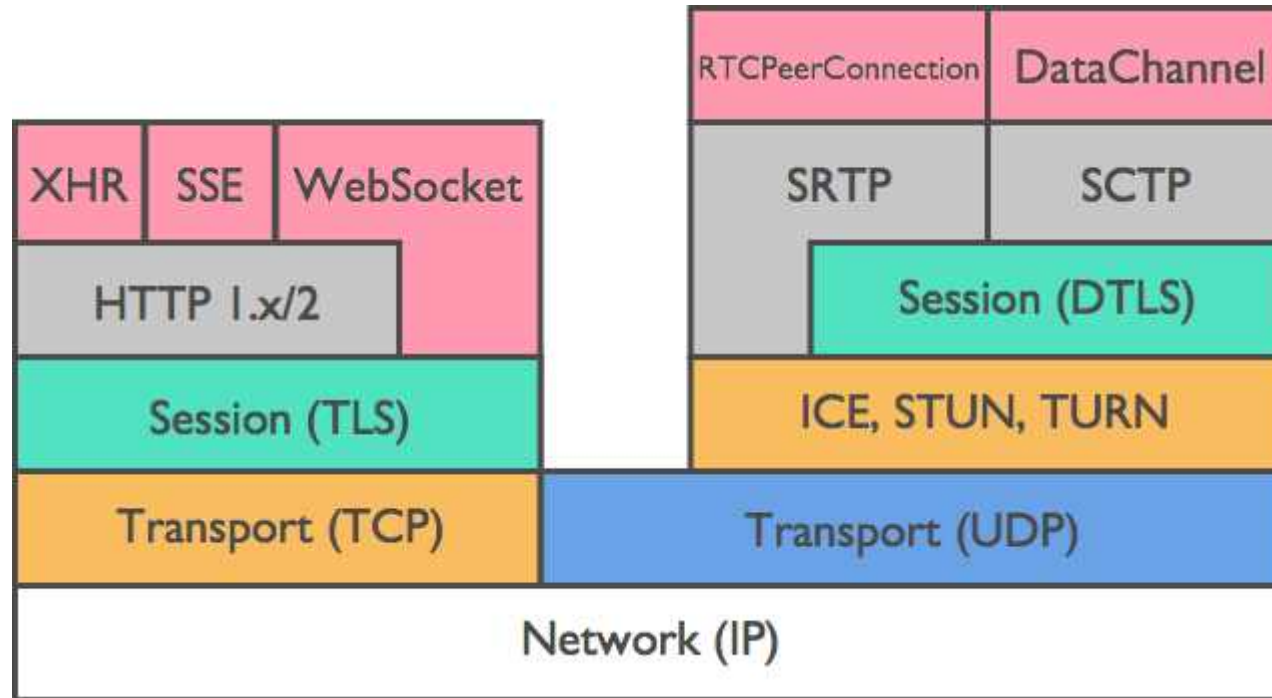 RTCPeerConnection DataChannel
XHR SSE WebSocket SRTP SCTP
HTTP 1.x/2 Session (DTLS)
Session (TLS) ICE, STUN, TURN
Transport (TCP) Transport (UDP)
Network (IP)